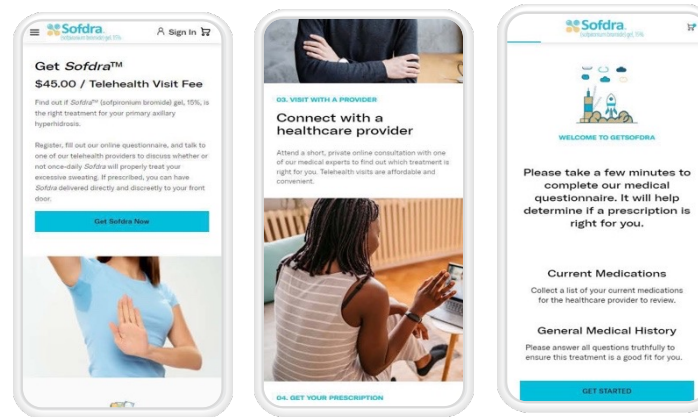 Sofdra
(sofpironium bromide) gel, 15%
Sign In
Get Sofdra™
$45.00 / Telehealth Visit Fee
Find out if Sofdra™ (sofpironium bromide) gel, 15%, is
the right treatment for your primary axillary
hyperhidrosis.
Register, fill out our online questionnaire, and talk to
one of our telehealth providers to discuss whether or
not once-daily Sofdra will properly treat your
excessive sweating. If prescribed, you can have
Sofdra delivered directly and discreetly to your front
door.
Get Sofdra Now
03. VISIT WITH A PROVIDER
Connect with a
healthcare provider
Attend a short, private online consultation with one
of our medical experts to find out which treatment is
right for you. Telehealth visits are affordable and
convenient.
04. GET YOUR PRESCRIPTION
Sofdra
(sofpironium bromide) gel, 15%
WELCOME TO GETSOFDRA
Please take a few minutes to
complete our medical
questionnaire. It will help
determine if a prescription is
right for you.
Current Medications
Collect a list of your current medications
for the healthcare provider to review.
General Medical History
Please answer all questions truthfully to
ensure this treatment is a good fit for you.
GET STARTED